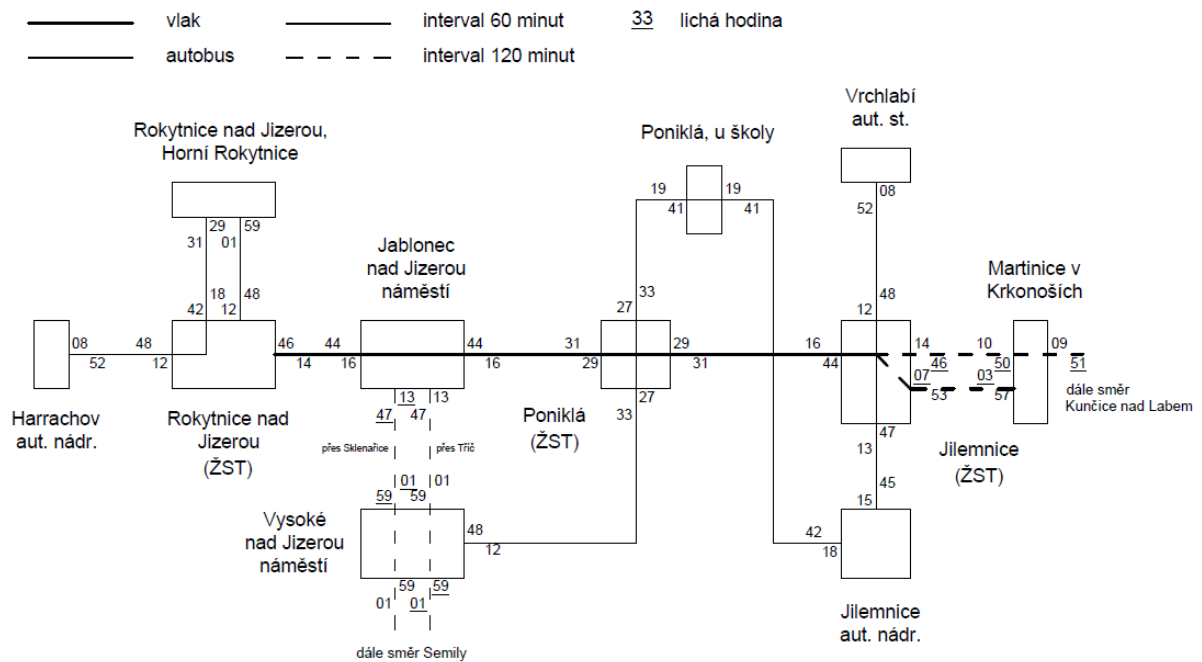 vlak interval 60 minut 33 lichá hodina
autobus interval 120 minut
Vrchlabí
aut. st.
Rokytnice nad Jizerou,
Horní Rokytnice
Poniklá, u školy
19 19
41 41
08
52
29 59
31 01
Jablonec
nad Jizerou
náměstí
Martinice v
Krkonoších
18 48
42 12
33
27
48
12
08 48
52 12
46 44
14 16
44 31
16 29
29 16
31 44
14 10 09
46 50 51
07 03
53 57
dále směr
Kunčice nad Labem
Harrachov
aut. nádr.
Rokytnice nad
Jizerou
(ŽST)
13 13
47 47
přes Sklenařice přes Tříč
01 01
59 59
Poniklá
(ŽST)
27
33
47
13
Jilemnice
(ŽST)
45
15
Vysoké
nad Jizerou
náměstí
48
12
42
18
59 59
01 01
dále směr Semily
Jilemnice
aut. nádr.